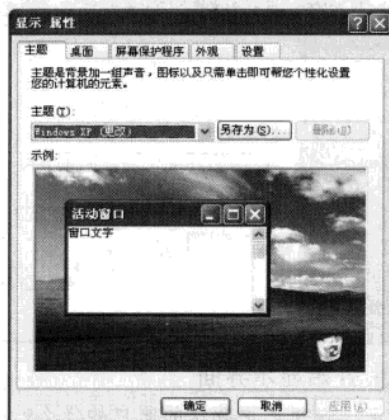 显示 属性
主题 桌面 屏幕保护程序 外观 设置
主题是背景加一组声音，图标以及只需单击即可帮您个性化设置
您的计算机的元素。
主题(T):
Windows XP (更改) 另存为(S)... 删除(D)
示例:
活动窗口
窗口文字
确定 取消 应用(A)